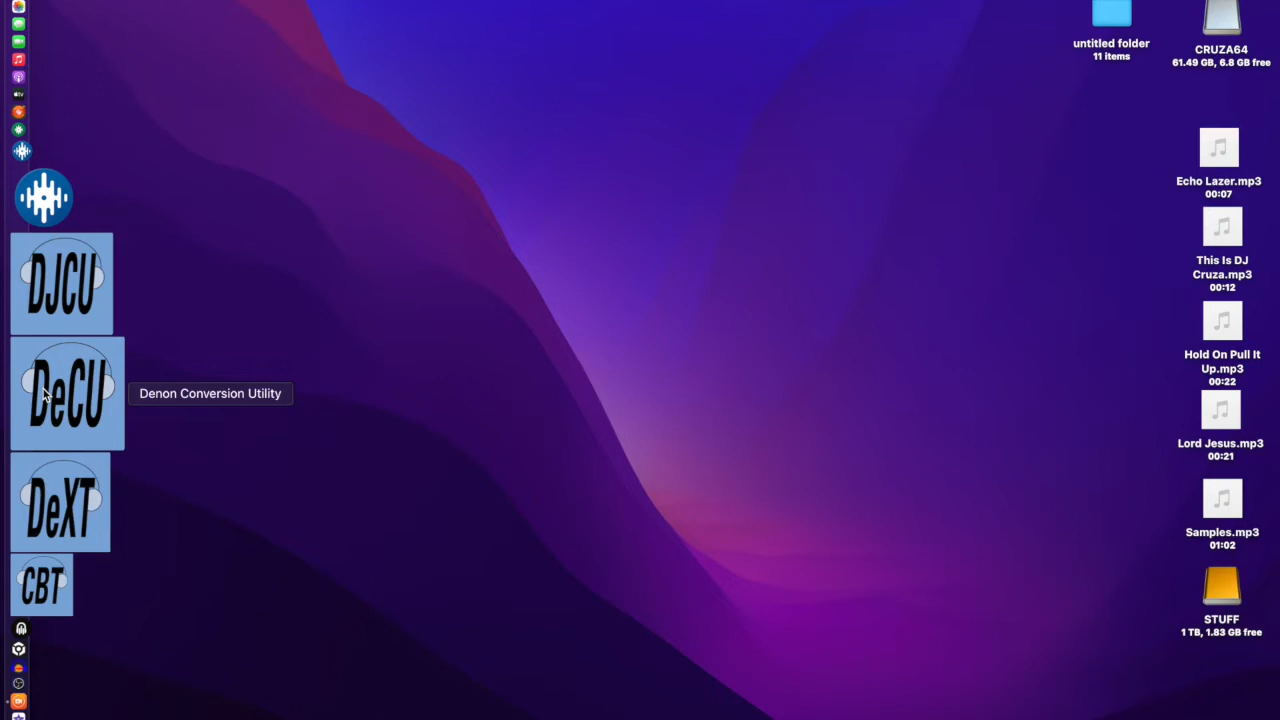 untitled folder
11 items
CRUZA64
61.49 GB, 6.8 GB free
tv
Echo Lazer.mp3
00:07
This Is DJ
Cruza.mp3
00:12
DJCU
Hold On Pull It
Up.mp3
00:22
DeCU
Denon Conversion Utility
Lord Jesus.mp3
00:21
DeXT
Samples.mp3
01:02
CBT
STUFF
1 TB, 1.83 GB free